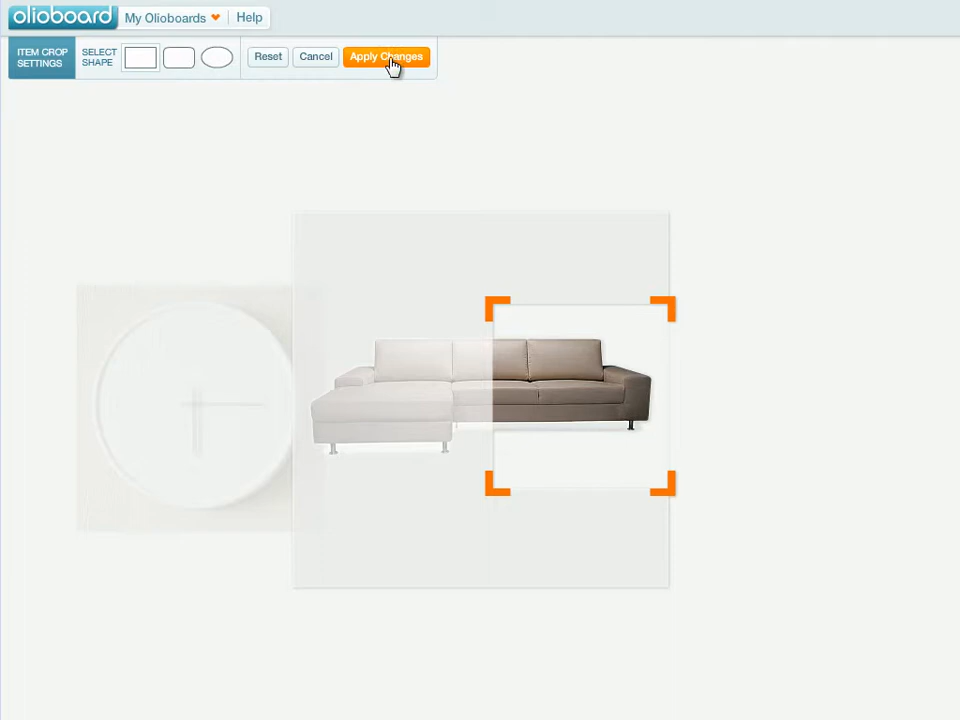 olioboard My Olioboards Help
ITEM CROP SETTINGS
SELECT SHAPE
Reset Cancel Apply Changes